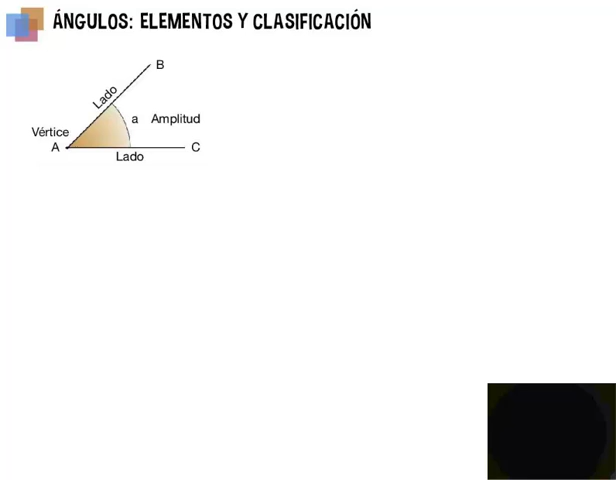 ÁNGULOS: ELEMENTOS Y CLASIFICACIÓN
B
Lado
a Amplitud
Vértice
A
C
Lado